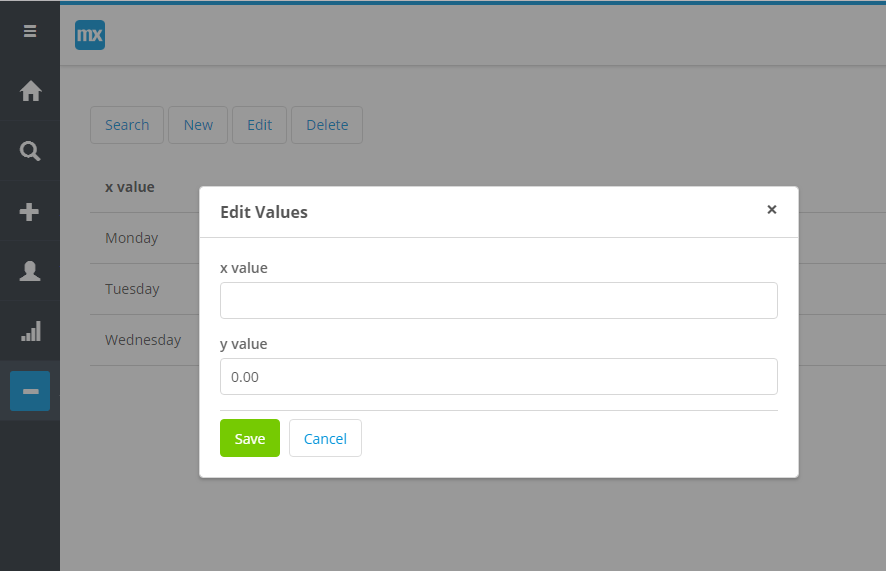 mx
Search New Edit Delete
x value
Monday
Tuesday
Wednesday
Edit Values ×
x value
y value
0.00
Save Cancel